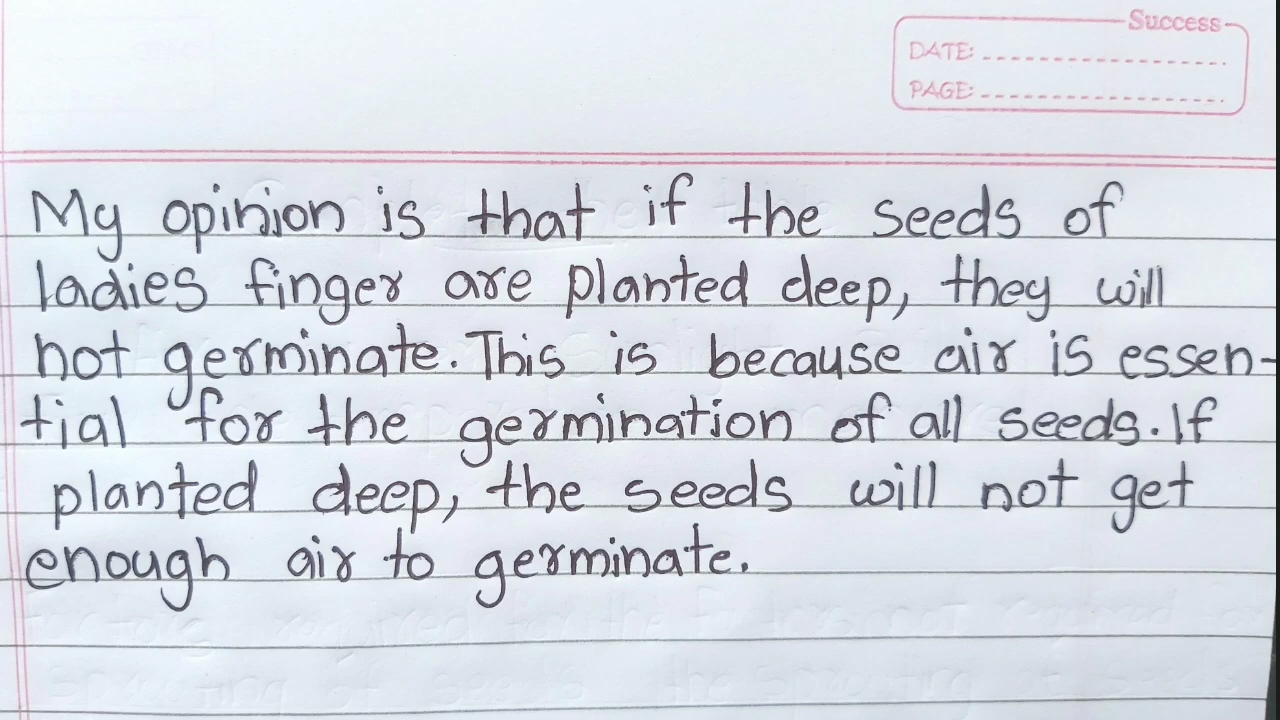 Success
DATE:
PAGE:
My opinion is that if the seeds of
ladies finger are planted deep, they will
not germinate. This is because air is essen-
tial for the germination of all seeds. If
planted deep, the seeds will not get
enough air to germinate.